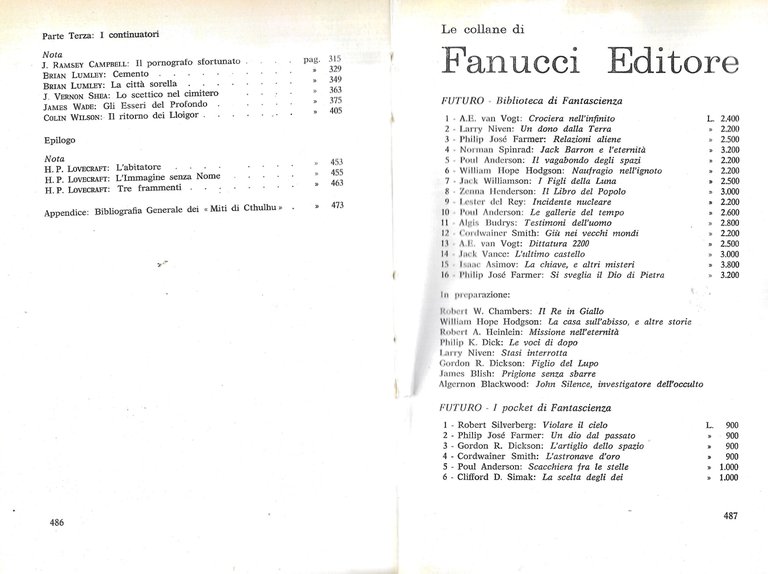 Parte Terza: I continuatori
Nota
J. RAMSEY CAMPBELL: Il pornografo sfortunato . . . . pag. 315
BRIAN LUMLEY: Cemento . . . . . . . . » 329
BRIAN LUMLEY: La città sorella . . . . . . » 349
J. VERNON SHEA: Lo scettico nel cimitero . . . . . » 363
JAMES WADE: Gli Esseri del Profondo . . . . . » 375
COLIN WILSON: Il ritorno dei Lloigor . . . . . . » 405
Epilogo
Nota
H. P. LOVECRAFT: L'abitatore . . . . . . . » 453
H. P. LOVECRAFT: L'Immagine senza Nome . . . . . » 455
H. P. LOVECRAFT: Tre frammenti . . . . . . » 463
Appendice: Bibliografia Generale dei « Miti di Cthulhu » . » 473
486
Le collane di
Fanucci Editore
FUTURO - Biblioteca di Fantascienza
1 - A.E. van Vogt: Crociera nell'infinito L. 2.400
2 - Larry Niven: Un dono dalla Terra » 2.200
3 - Philip José Farmer: Relazioni aliene » 2.500
4 - Norman Spinrad: Jack Barron e l'eternità » 3.200
5 - Poul Anderson: Il vagabondo degli spazi » 2.200
6 - William Hope Hodgson: Naufragio nell'ignoto » 2.200
7 - Jack Williamson: I Figli della Luna » 2.500
8 - Zenna Henderson: Il Libro del Popolo » 3.000
9 - Lester del Rey: Incidente nucleare » 2.200
10 - Poul Anderson: Le gallerie del tempo » 2.600
11 - Algis Budrys: Testimoni dell'uomo » 2.800
12 - Cordwainer Smith: Giù nei vecchi mondi » 2.200
13 - A.E. van Vogt: Dittatura 2200 » 2.500
14 - Jack Vance: L'ultimo castello » 3.000
15 - Isaac Asimov: La chiave, e altri misteri » 3.800
16 - Philip José Farmer: Si sveglia il Dio di Pietra » 3.200
In preparazione:
Robert W. Chambers: Il Re in Giallo
William Hope Hodgson: La casa sull'abisso, e altre storie
Robert A. Heinlein: Missione nell'eternità
Philip K. Dick: Le voci di dopo
Larry Niven: Stasi interrotta
Gordon R. Dickson: Figlio del Lupo
James Blish: Prigione senza sbarre
Algernon Blackwood: John Silence, investigatore dell'occulto
FUTURO - I pocket di Fantascienza
1 - Robert Silverberg: Violare il cielo L. 900
2 - Philip José Farmer: Un dio dal passato » 900
3 - Gordon R. Dickson: L'artiglio dello spazio » 900
4 - Cordwainer Smith: L'astronave d'oro » 900
5 - Poul Anderson: Scacchiera fra le stelle » 1.000
6 - Clifford D. Simak: La scelta degli dei » 1.000
487